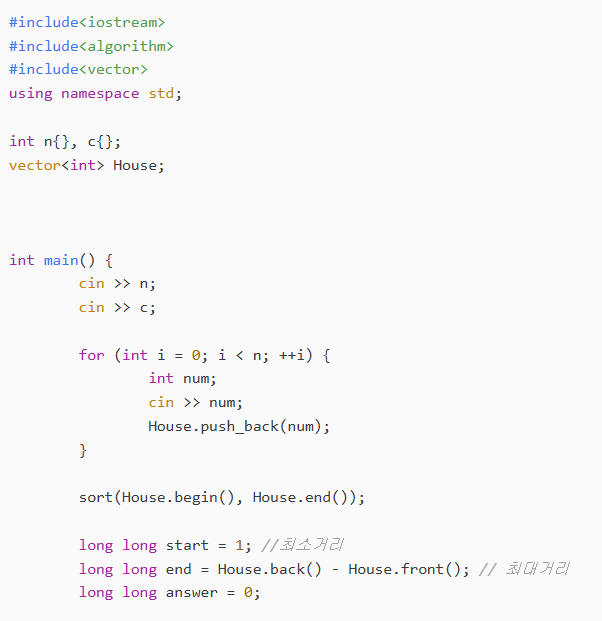 #include<iostream>
#include<algorithm>
#include<vector>
using namespace std;
int n{}, c{};
vector<int> House;
int main() {
cin >> n;
cin >> c;
for (int i = 0; i < n; ++i) {
int num;
cin >> num;
House.push_back(num);
}
sort(House.begin(), House.end());
long long start = 1; //최소거리
long long end = House.back() - House.front(); // 최대거리
long long answer = 0;